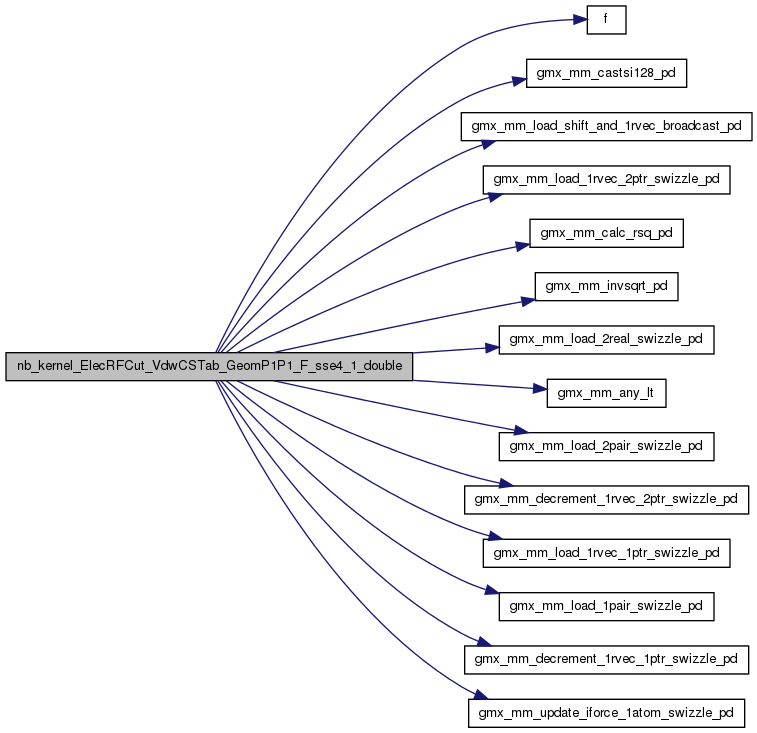 f
gmx_mm_castsi128_pd
gmx_mm_load_shift_and_1rvec_broadcast_pd
gmx_mm_load_1rvec_2ptr_swizzle_pd
gmx_mm_calc_rsq_pd
gmx_mm_invsqrt_pd
gmx_mm_load_2real_swizzle_pd
nb_kernel_ElecRFCut_VdwCSTab_GeomP1P1_F_sse4_1_double
gmx_mm_any_lt
gmx_mm_load_2pair_swizzle_pd
gmx_mm_decrement_1rvec_2ptr_swizzle_pd
gmx_mm_load_1rvec_1ptr_swizzle_pd
gmx_mm_load_1pair_swizzle_pd
gmx_mm_decrement_1rvec_1ptr_swizzle_pd
gmx_mm_update_iforce_1atom_swizzle_pd